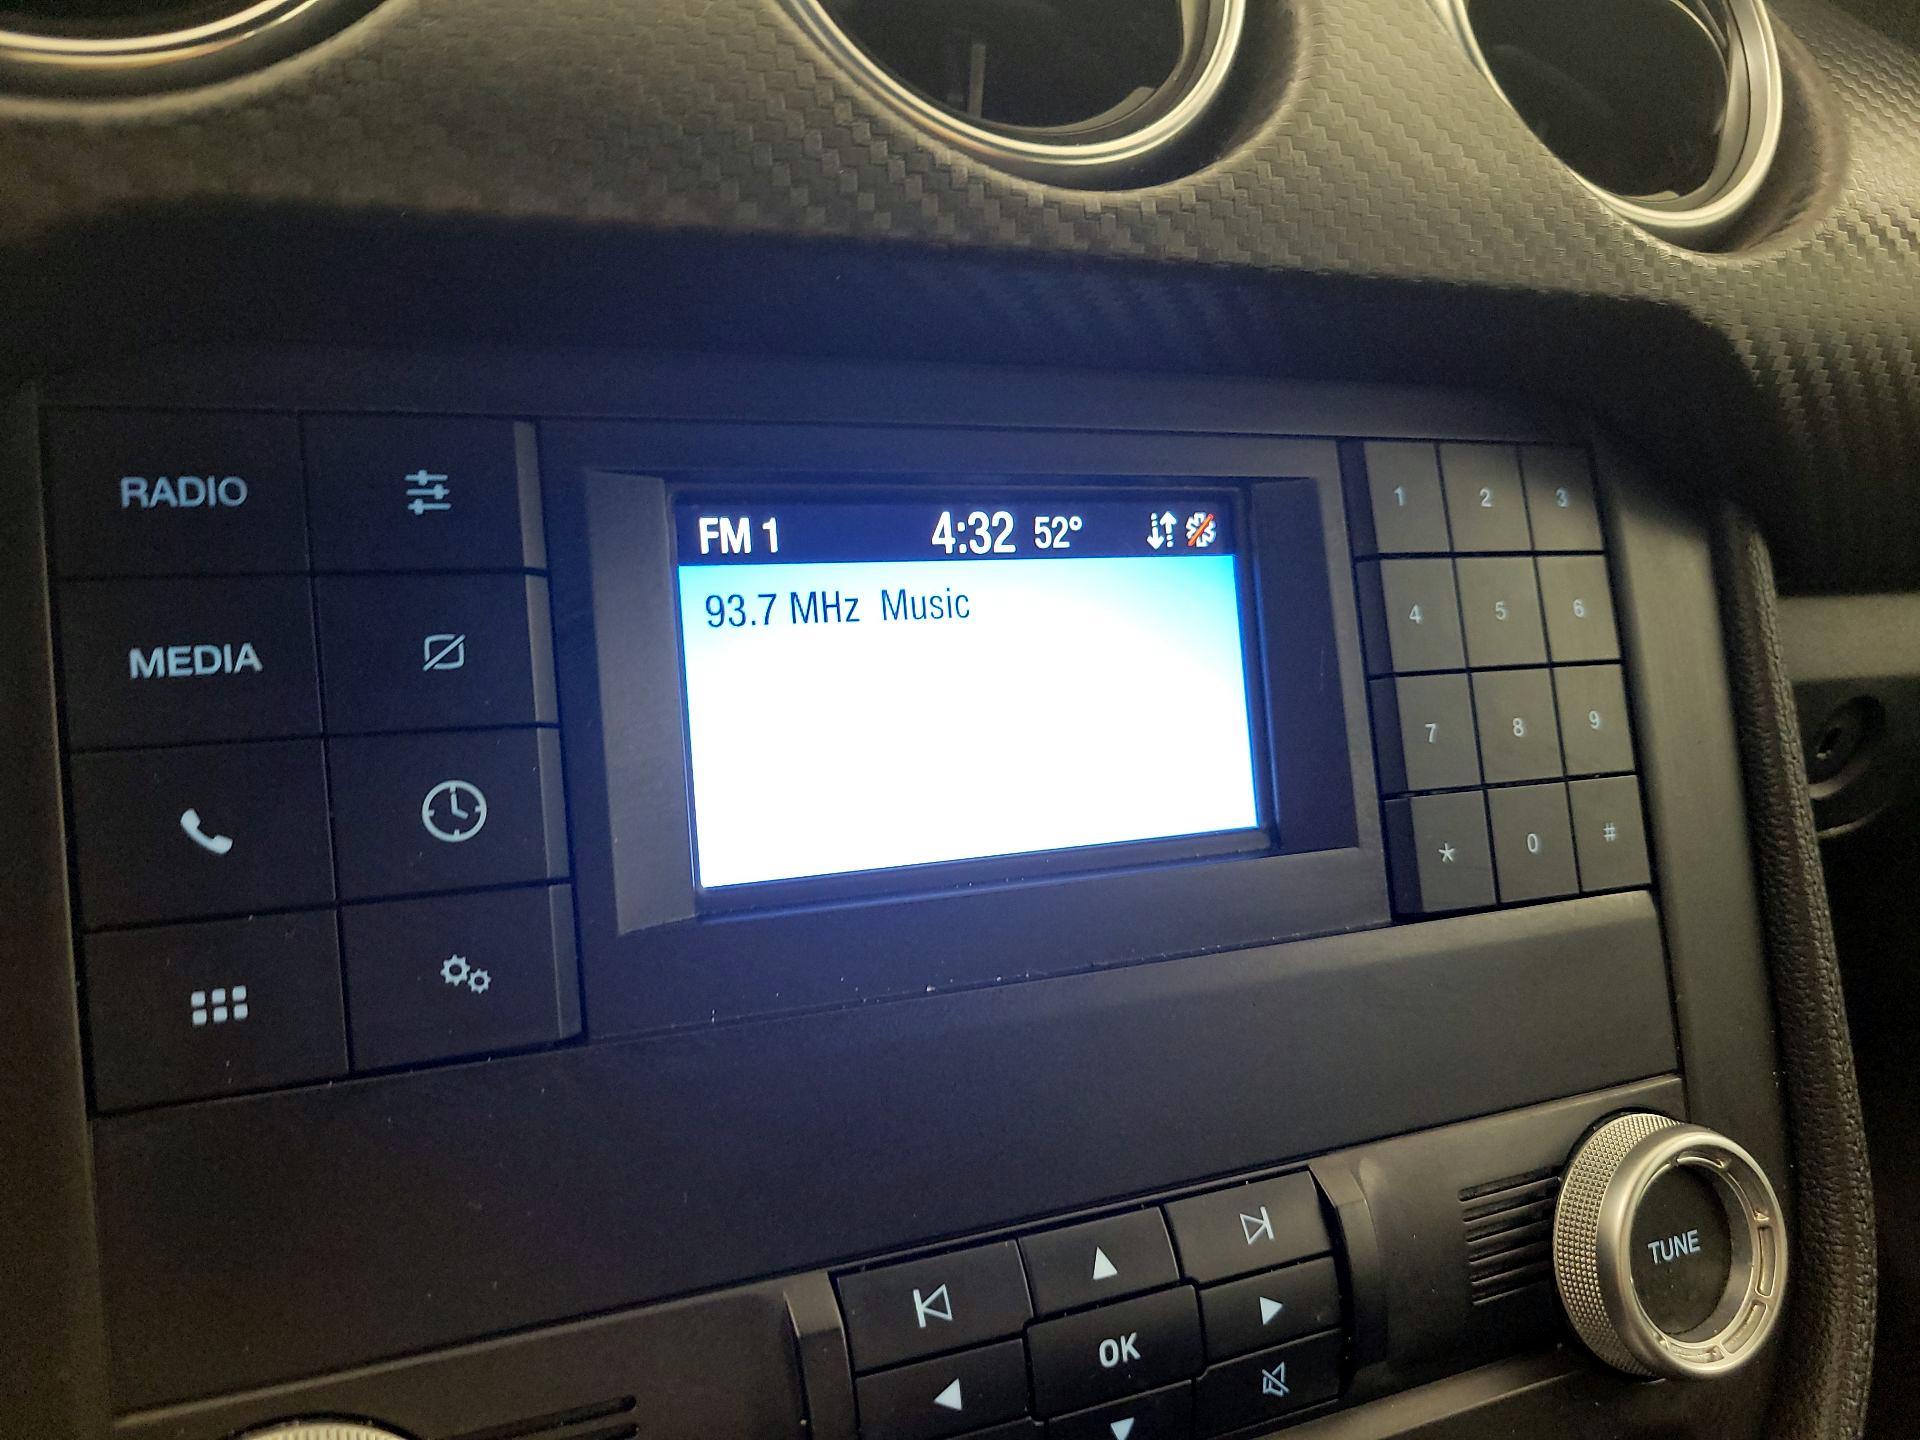 RADIO
MEDIA
FM 1 4:32 52°
93.7 MHz Music
1 2 3
4 5 6
7 8 9
* 0 #
OK
TUNE